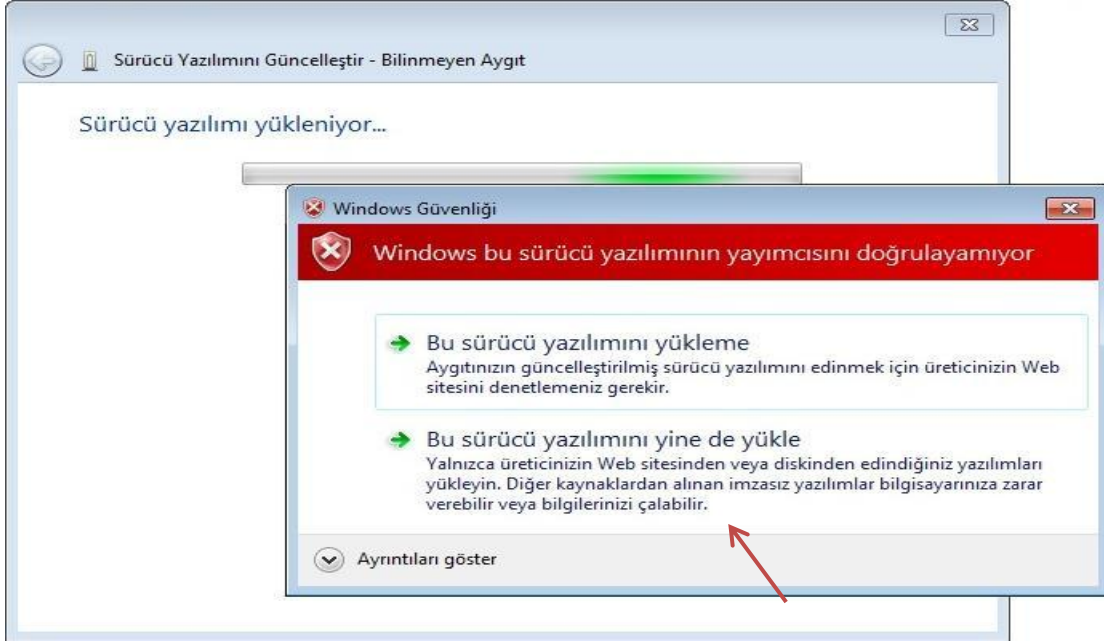 Sürücü Yazılımını Güncelleştir - Bilinmeyen Aygıt
Sürücü yazılımı yükleniyor...
Windows Güvenliği
Windows bu sürücü yazılımının yayımcısını doğrulayamıyor
Bu sürücü yazılımını yükleme
Aygıtınızın güncelleştirilmiş sürücü yazılımını edinmek için üreticinizin Web
sitesini denetlemeniz gerekir.
Bu sürücü yazılımını yine de yükle
Yalnızca üreticinizin Web sitesinden veya diskinden edindiğiniz yazılımları
yükleyin. Diğer kaynaklardan alınan imzasız yazılımlar bilgisayarınıza zarar
verebilir veya bilgilerinizi çalabilir.
Ayrıntıları göster